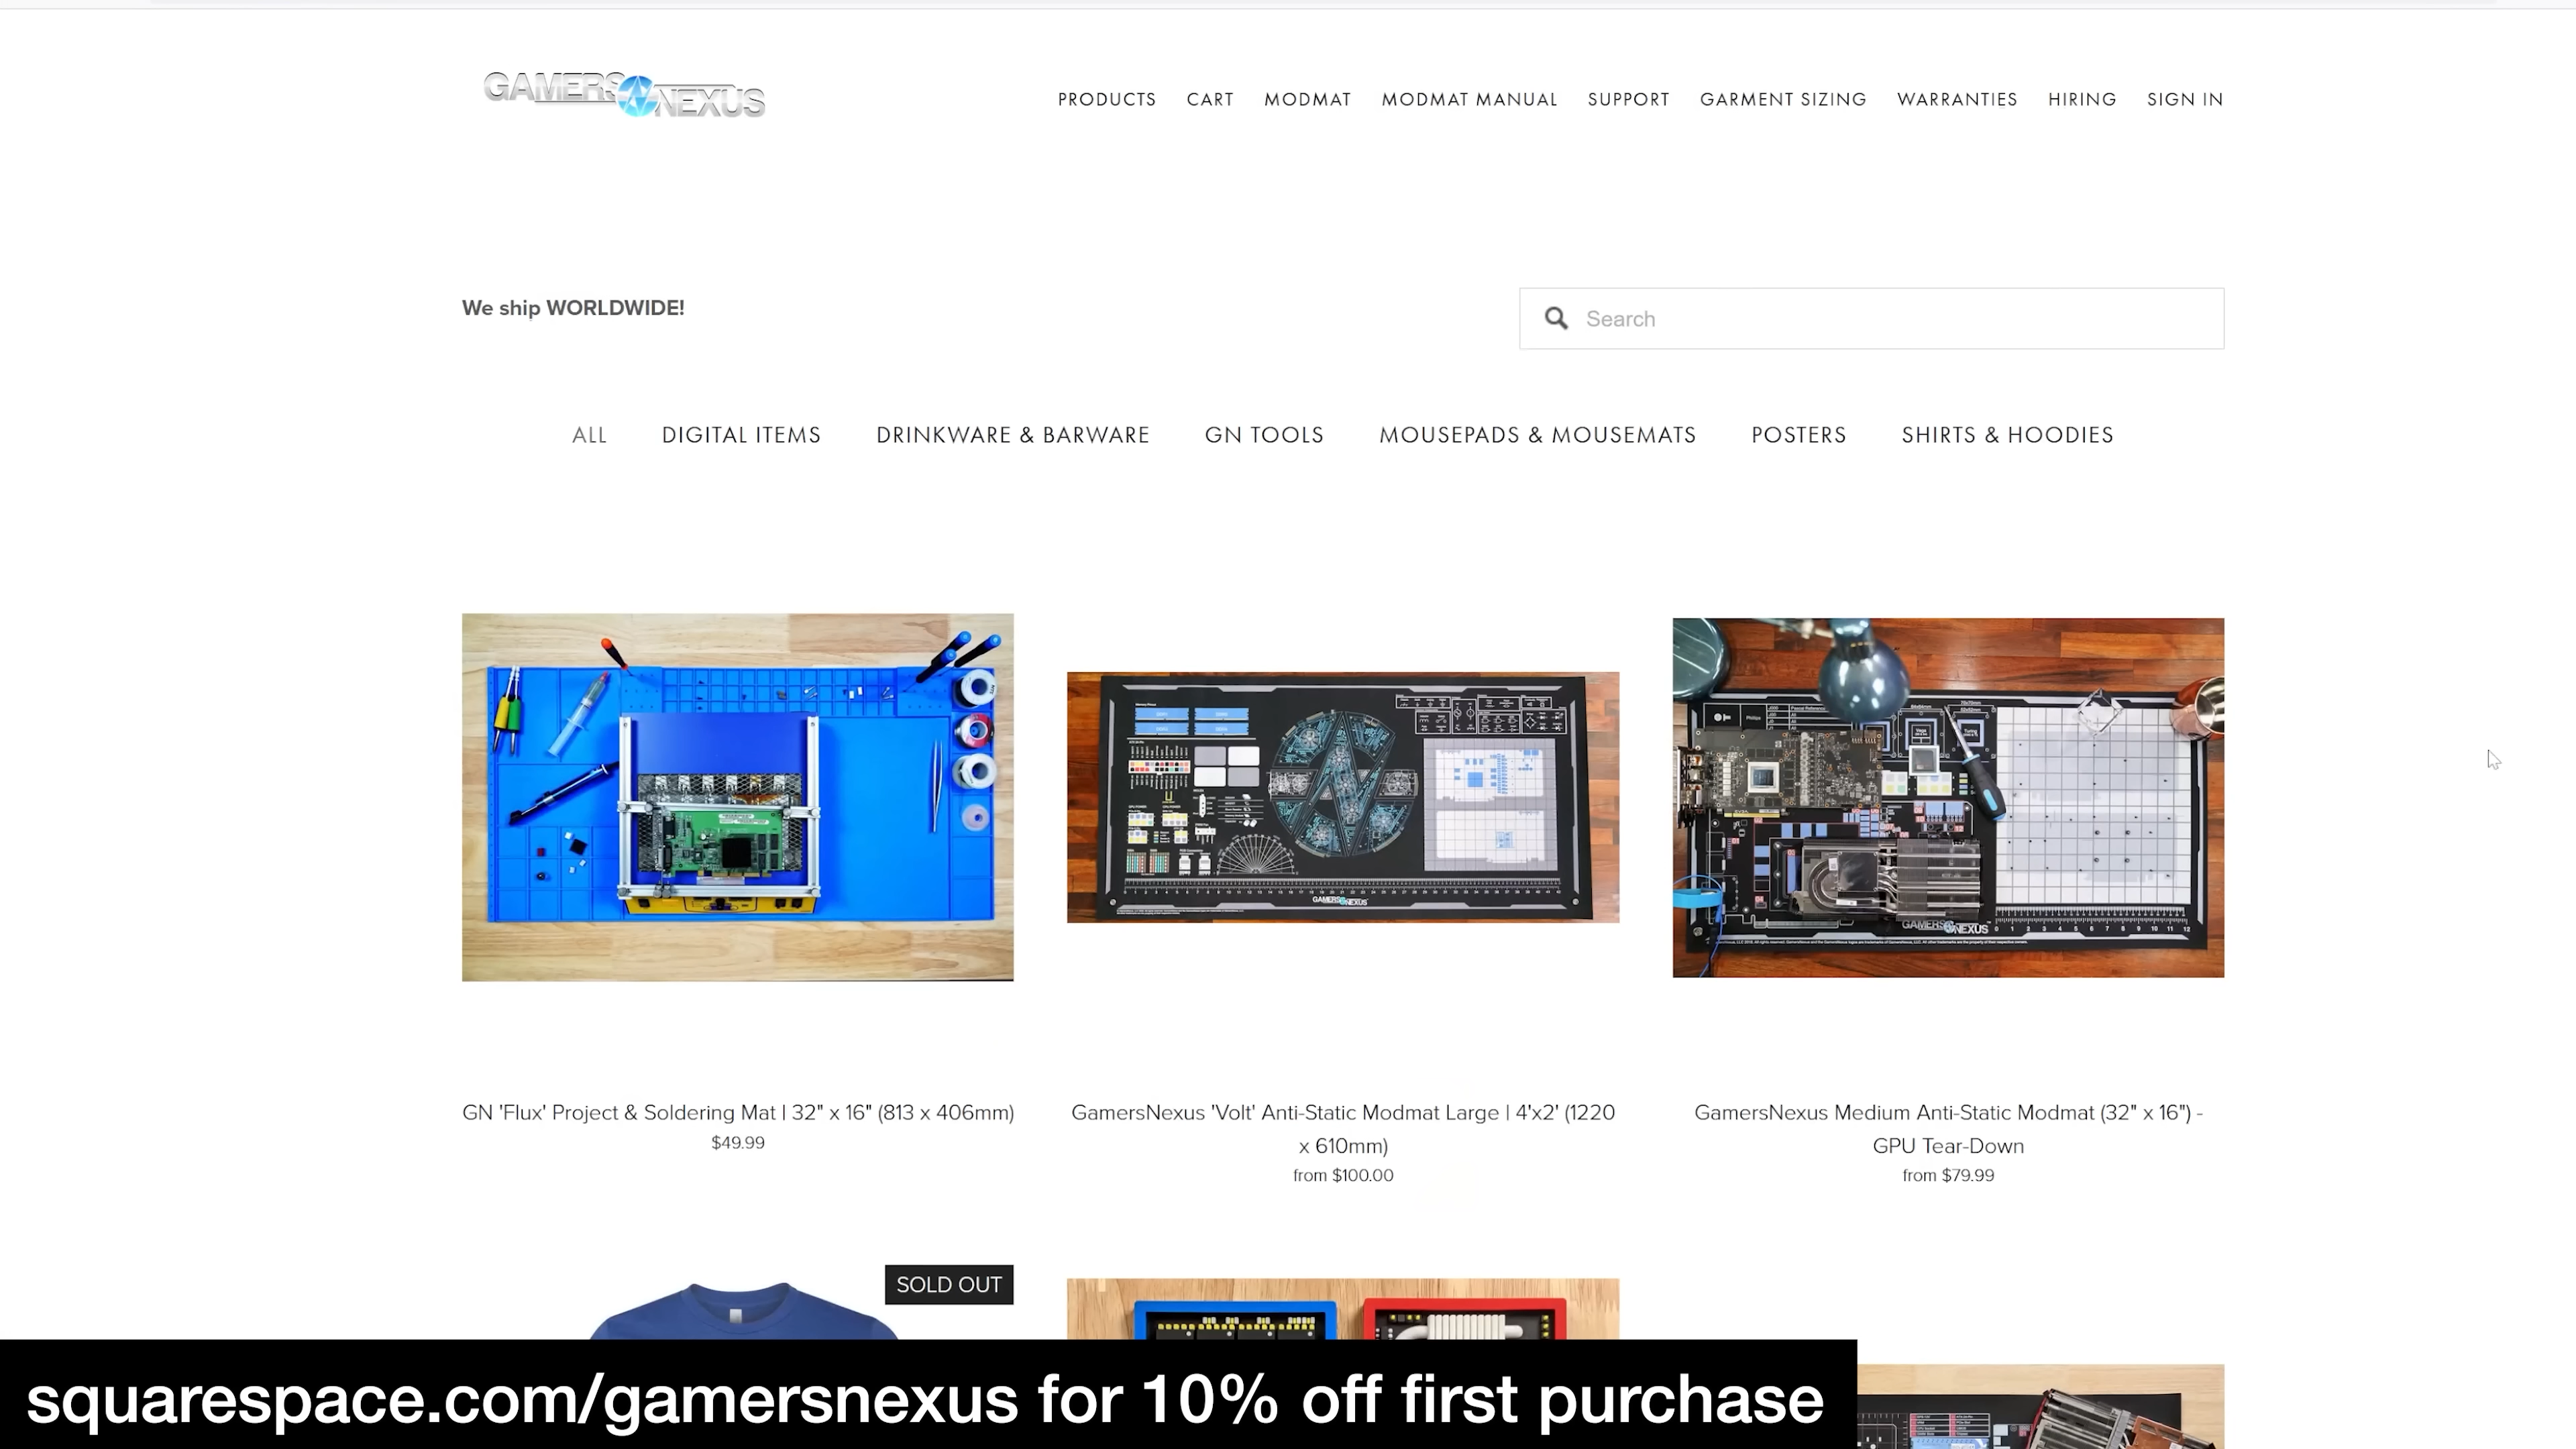 GAMERS NEXUS
PRODUCTS CART MODMAT MODMAT MANUAL SUPPORT GARMENT SIZING WARRANTIES HIRING SIGN IN
We ship WORLDWIDE!
Search
ALL DIGITAL ITEMS DRINKWARE & BARWARE GN TOOLS MOUSEPADS & MOUSEMATS POSTERS SHIRTS & HOODIES
GAMERS NEXUS
GAMERS NEXUS
GN 'Flux' Project & Soldering Mat | 32" x 16" (813 x 406mm)
$49.99
GamersNexus 'Volt' Anti-Static Modmat Large | 4'x2' (1220
x 610mm)
from $100.00
GamersNexus Medium Anti-Static Modmat (32" x 16") -
GPU Tear-Down
from $79.99
SOLD OUT
squarespace.com/gamersnexus for 10% off first purchase